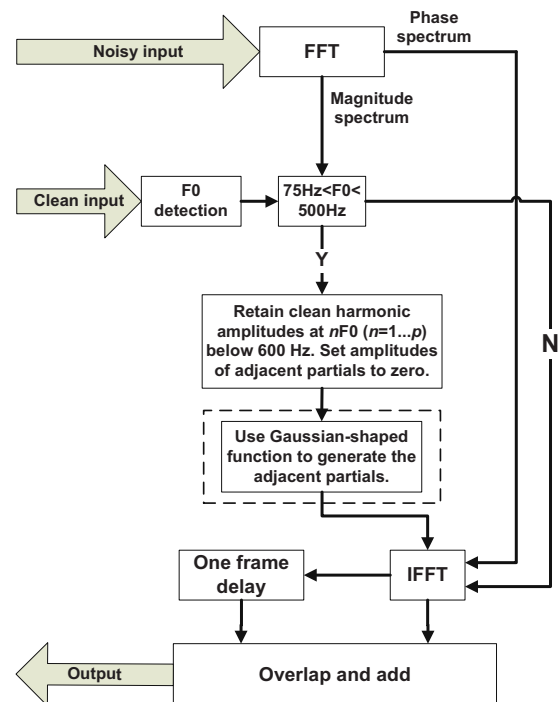 Phase
spectrum
Noisy input
FFT
Magnitude
spectrum
Clean input
F0
detection
75Hz<F0<
500Hz
Y
N
Retain clean harmonic
amplitudes at nF0 (n=1...p)
below 600 Hz. Set amplitudes
of adjacent partials to zero.
Use Gaussian-shaped
function to generate the
adjacent partials.
One frame
delay
IFFT
Output
Overlap and add